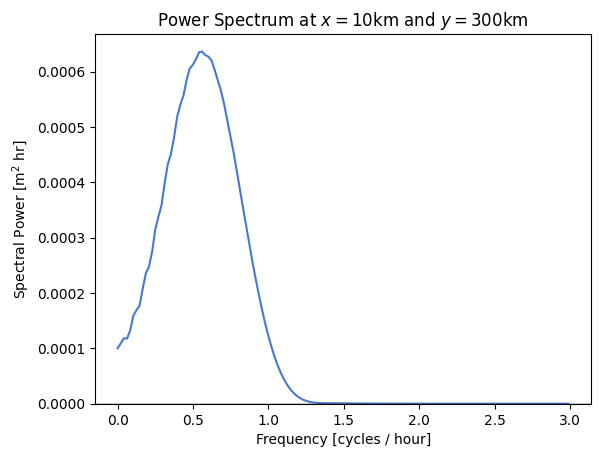 Power Spectrum at x = 10km and y = 300km
0.0006
0.0005
0.0004
0.0003
0.0002
0.0001
0.0000
Spectral Power [m² hr]
0.0 0.5 1.0 1.5 2.0 2.5 3.0
Frequency [cycles / hour]